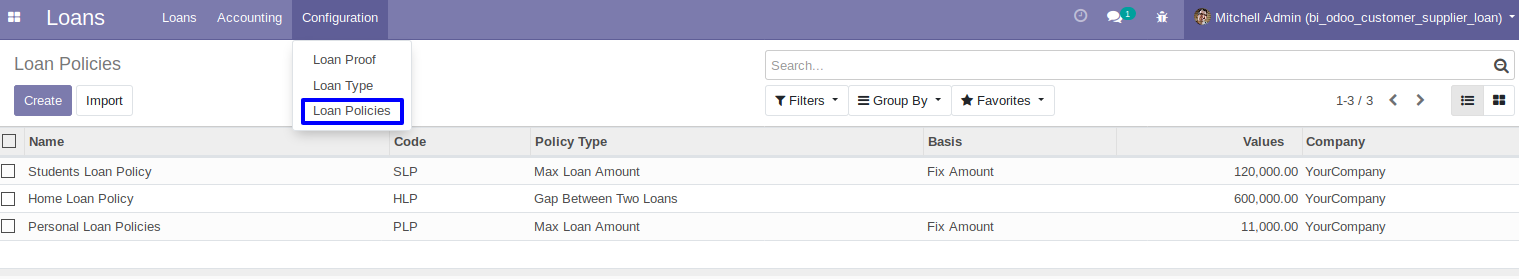 Loans Loans Accounting Configuration 1 Mitchell Admin (bi_odoo_customer_supplier_loan)
Loan Proof
Loan Type
Loan Policies
Loan Policies
Search...
Create Import Filters Group By Favorites 1-3 / 3
Name Code Policy Type Basis Values Company
Students Loan Policy SLP Max Loan Amount Fix Amount 120,000.00 YourCompany
Home Loan Policy HLP Gap Between Two Loans 600,000.00 YourCompany
Personal Loan Policies PLP Max Loan Amount Fix Amount 11,000.00 YourCompany